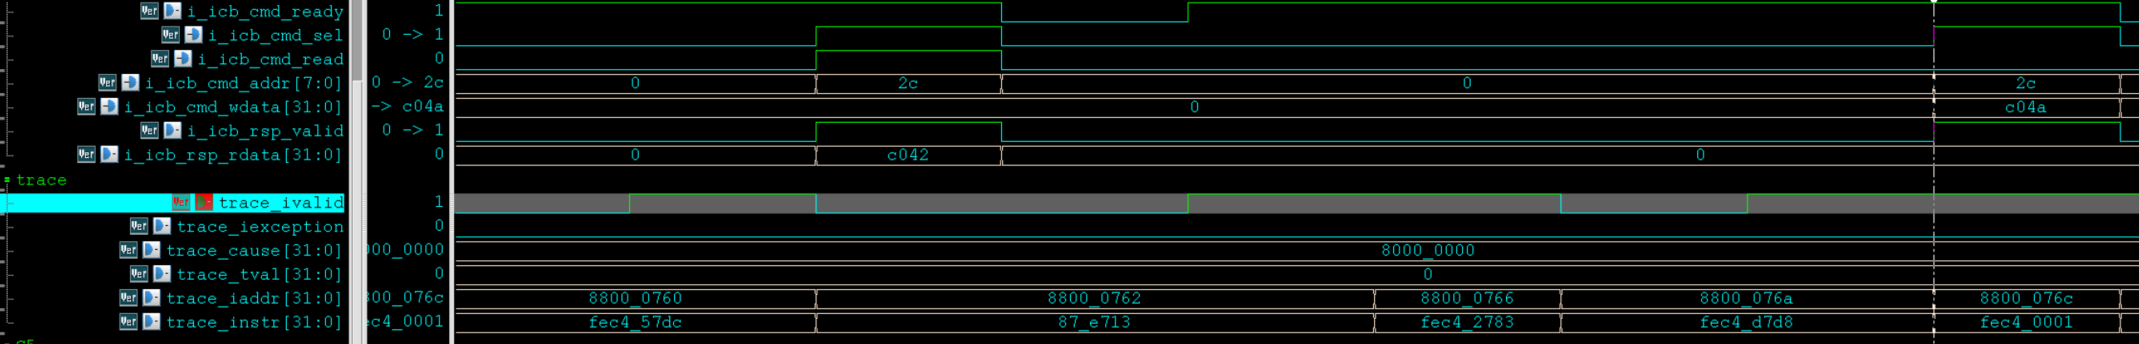 Ver i_icb_cmd_ready 1
Ver i_icb_cmd_sel 0 -> 1
Ver i_icb_cmd_read 0
Ver i_icb_cmd_addr[7:0] 0 -> 2c 0 2c 0 2c
Ver i_icb_cmd_wdata[31:0] -> c04a 0 c04a
Ver i_icb_rsp_valid 0 -> 1
Ver i_icb_rsp_rdata[31:0] 0 0 c042 0
trace
Ver trace_ivalid 1
Ver trace_iexception 0
Ver trace_cause[31:0] 000_0000 8000_0000
Ver trace_tval[31:0] 0 0
Ver trace_iaddr[31:0] 800_076c 8800_0760 8800_0762 8800_0766 8800_076a 8800_076c
Ver trace_instr[31:0] ec4_0001 fec4_57dc 87_e713 fec4_2783 fec4_d7d8 fec4_0001